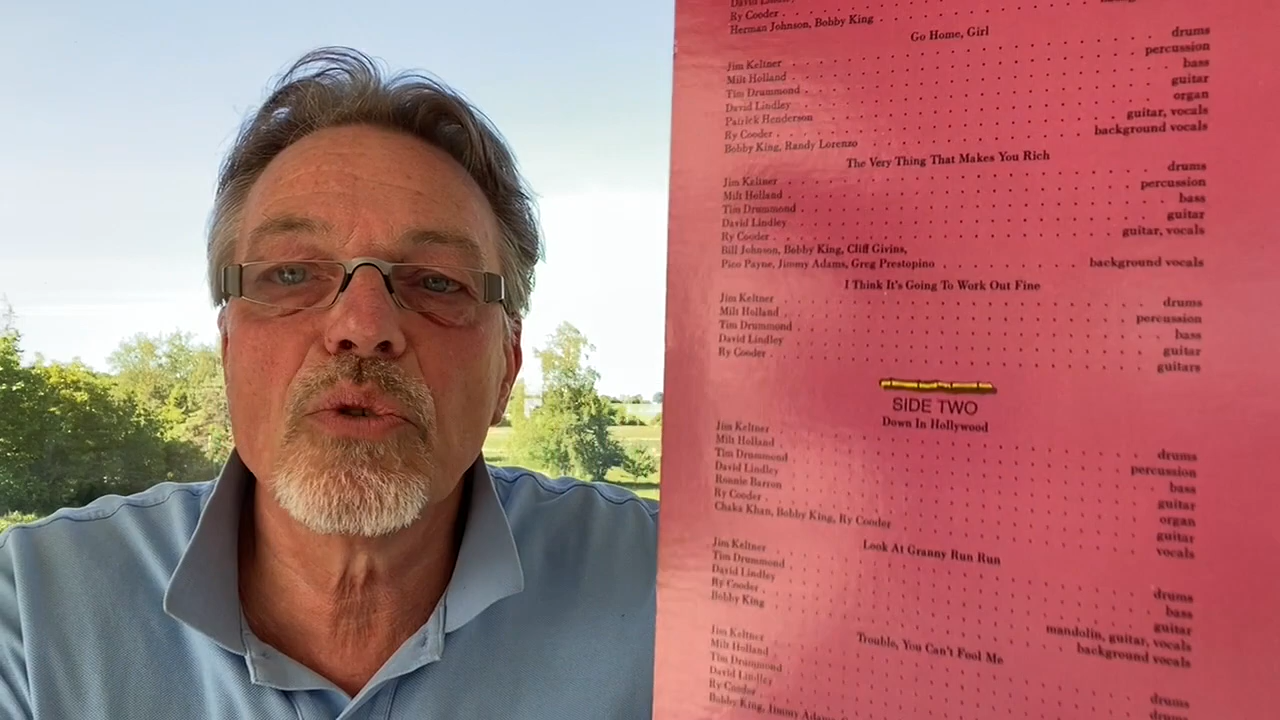 David
Ry Cooder
Herman Johnson, Bobby King
Go Home, Girl
Jim Keltner drums
Milt Holland percussion
Tim Drummond bass
David Lindley guitar
Patrick Henderson organ
Ry Cooder guitar, vocals
Bobby King, Randy Lorenzo background vocals
The Very Thing That Makes You Rich
Jim Keltner drums
Milt Holland percussion
Tim Drummond bass
David Lindley guitar
Ry Cooder guitar, vocals
Bill Johnson, Bobby King, Cliff Givins,
Pico Payne, Jimmy Adams, Greg Prestopino background vocals
I Think It's Going To Work Out Fine
Jim Keltner drums
Milt Holland percussion
Tim Drummond bass
David Lindley guitar
Ry Cooder guitars
SIDE TWO
Down In Hollywood
Jim Keltner drums
Milt Holland percussion
Tim Drummond bass
David Lindley guitar
Ronnie Barron organ
Ry Cooder guitar
Chaka Khan, Bobby King, Ry Cooder vocals
Look At Granny Run Run
Jim Keltner drums
Tim Drummond bass
David Lindley guitar
Ry Cooder mandolin, guitar, vocals
Bobby King background vocals
Trouble, You Can't Fool Me
Jim Keltner drums
Milt Holland drums
Tim Drummond
David Lindley
Ry Cooder
Bobby King, Jimmy Adams,